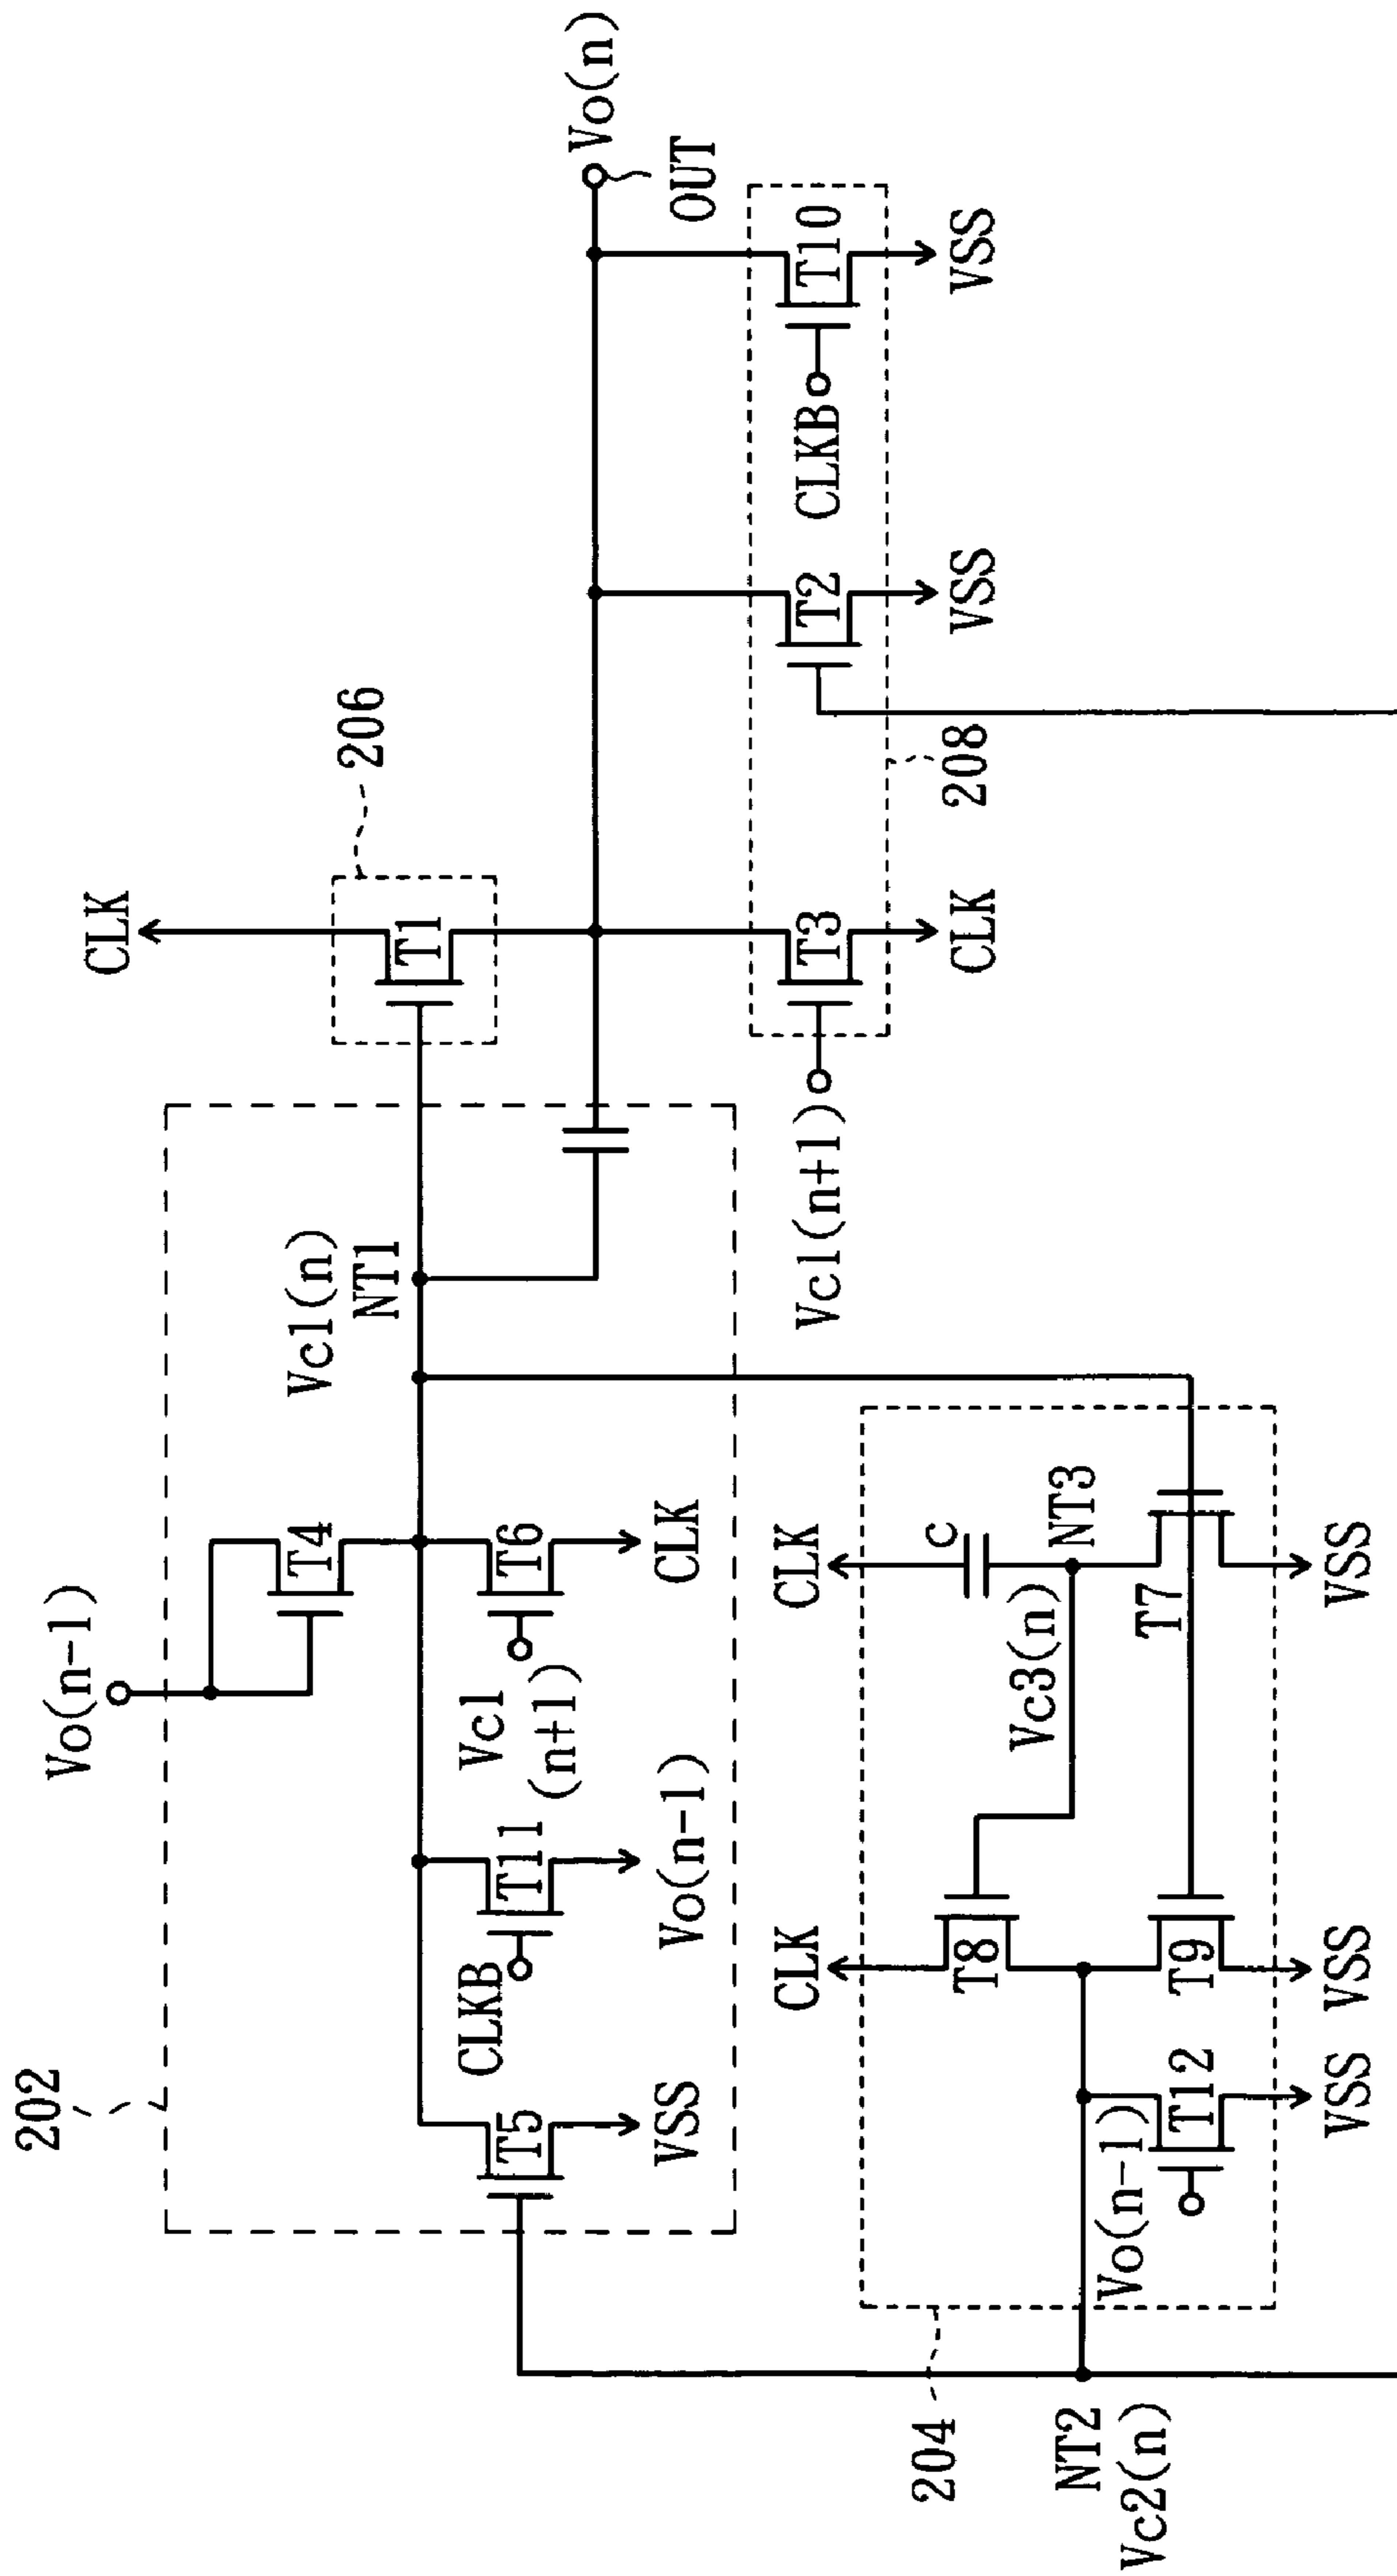 202
Vo(n-1)
T4
Vc1(n)
NT1
CLK
206
T1
Vo(n)
OUT
T5
VSS
CLKB
T11
Vo(n-1)
Vc1
(n+1)
T6
CLK
Vc1(n+1)
T3
CLK
208
T2
VSS
CLKB
T10
VSS
204
NT2
Vc2(n)
Vo(n-1)
T12
VSS
CLK
T8
T9
VSS
Vc3(n)
CLK
C
NT3
T7
VSS